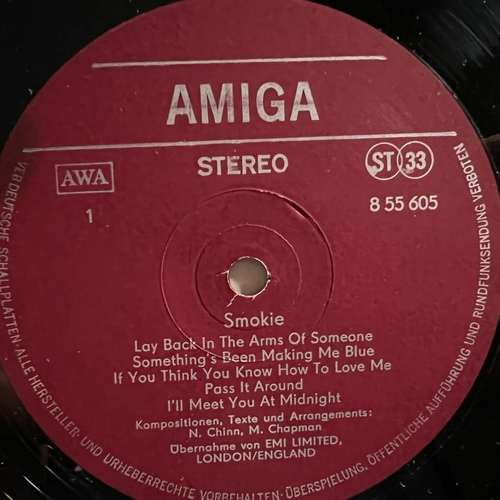 AMIGA
STEREO
ST 33
AWA
1
8 55 605
Smokie
Lay Back In The Arms Of Someone
Something's Been Making Me Blue
If You Think You Know How To Love Me
Pass It Around
I'll Meet You At Midnight
Kompositionen, Texte und Arrangements:
N. Chinn, M. Chapman
Übernahme von EMI LIMITED,
LONDON/ENGLAND
VEB DEUTSCHE SCHALLPLATTEN · ALLE HERSTELLER- UND URHEBERRECHTE VORBEHALTEN · ÜBERSPIELUNG, ÖFFENTLICHE AUFFÜHRUNG UND RUNDFUNKSENDUNG VERBOTEN